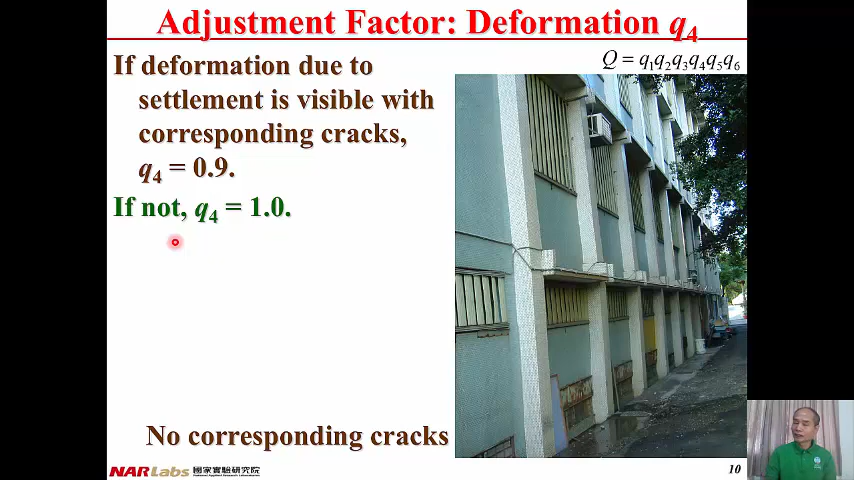 Adjustment Factor: Deformation q4
Q = q1q2q3q4q5q6
If deformation due to
settlement is visible with
corresponding cracks,
q4 = 0.9.
If not, q4 = 1.0.
No corresponding cracks
NARLabs 國家實驗研究院
10